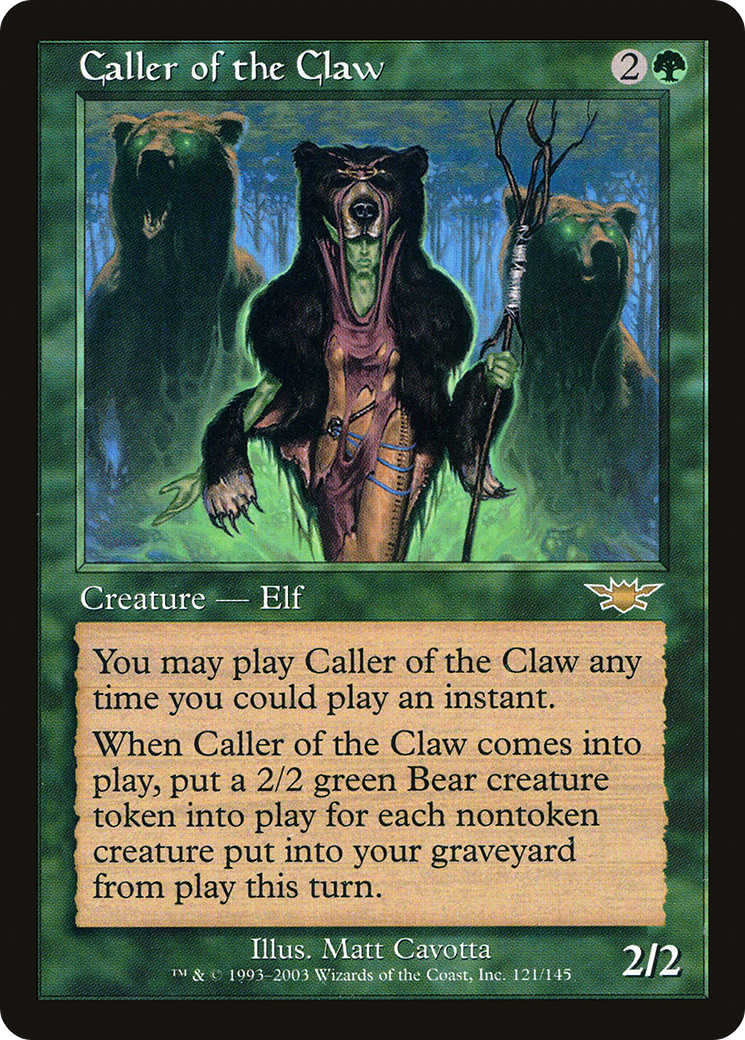 Caller of the Claw
2
Creature — Elf
You may play Caller of the Claw any
time you could play an instant.
When Caller of the Claw comes into
play, put a 2/2 green Bear creature
token into play for each nontoken
creature put into your graveyard
from play this turn.
Illus. Matt Cavotta
™ & © 1993–2003 Wizards of the Coast, Inc. 121/145
2/2